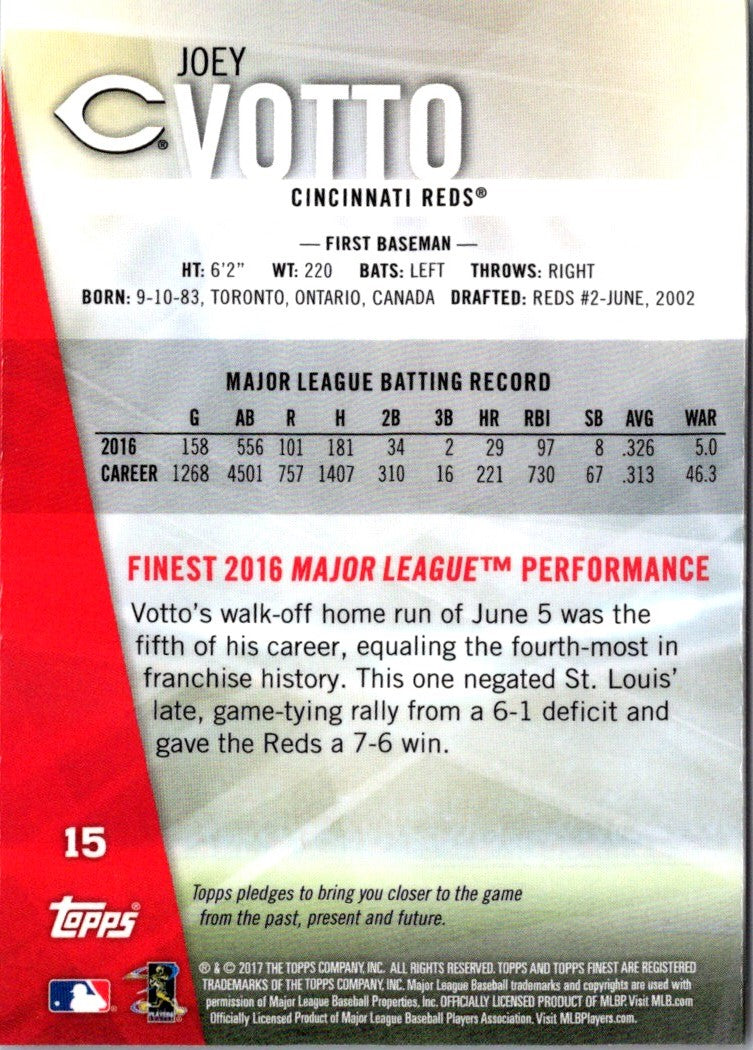 JOEY
VOTTO
CINCINNATI REDS®
— FIRST BASEMAN —
HT: 6'2" WT: 220 BATS: LEFT THROWS: RIGHT
BORN: 9-10-83, TORONTO, ONTARIO, CANADA DRAFTED: REDS #2-JUNE, 2002
MAJOR LEAGUE BATTING RECORD
G AB R H 2B 3B HR RBI SB AVG WAR
2016 158 556 101 181 34 2 29 97 8 .326 5.0
CAREER 1268 4501 757 1407 310 16 221 730 67 .313 46.3
FINEST 2016 MAJOR LEAGUE™ PERFORMANCE
Votto's walk-off home run of June 5 was the
fifth of his career, equaling the fourth-most in
franchise history. This one negated St. Louis'
late, game-tying rally from a 6-1 deficit and
gave the Reds a 7-6 win.
15
Topps®
Topps pledges to bring you closer to the game
from the past, present and future.
® & © 2017 THE TOPPS COMPANY, INC. ALL RIGHTS RESERVED. TOPPS AND TOPPS FINEST ARE REGISTERED
TRADEMARKS OF THE TOPPS COMPANY, INC. Major League Baseball trademarks and copyrights are used with
permission of Major League Baseball Properties, Inc. OFFICIALLY LICENSED PRODUCT OF MLBP. Visit MLB.com
Officially Licensed Product of Major League Baseball Players Association. Visit MLBPlayers.com.